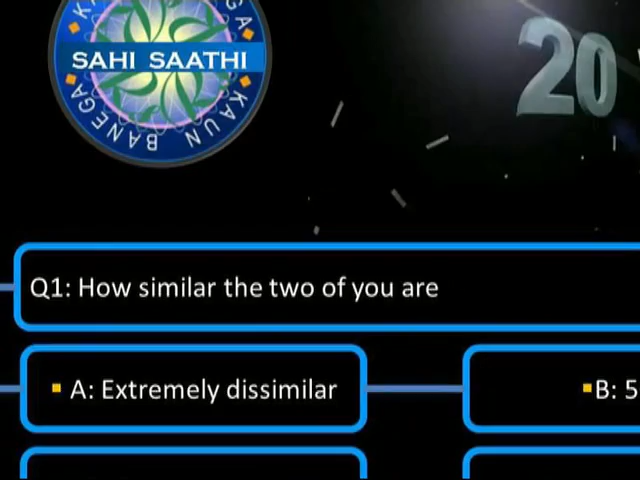 KAUN BANEGA
SAHI SAATHI
20
Q1: How similar the two of you are
A: Extremely dissimilar
B: 5